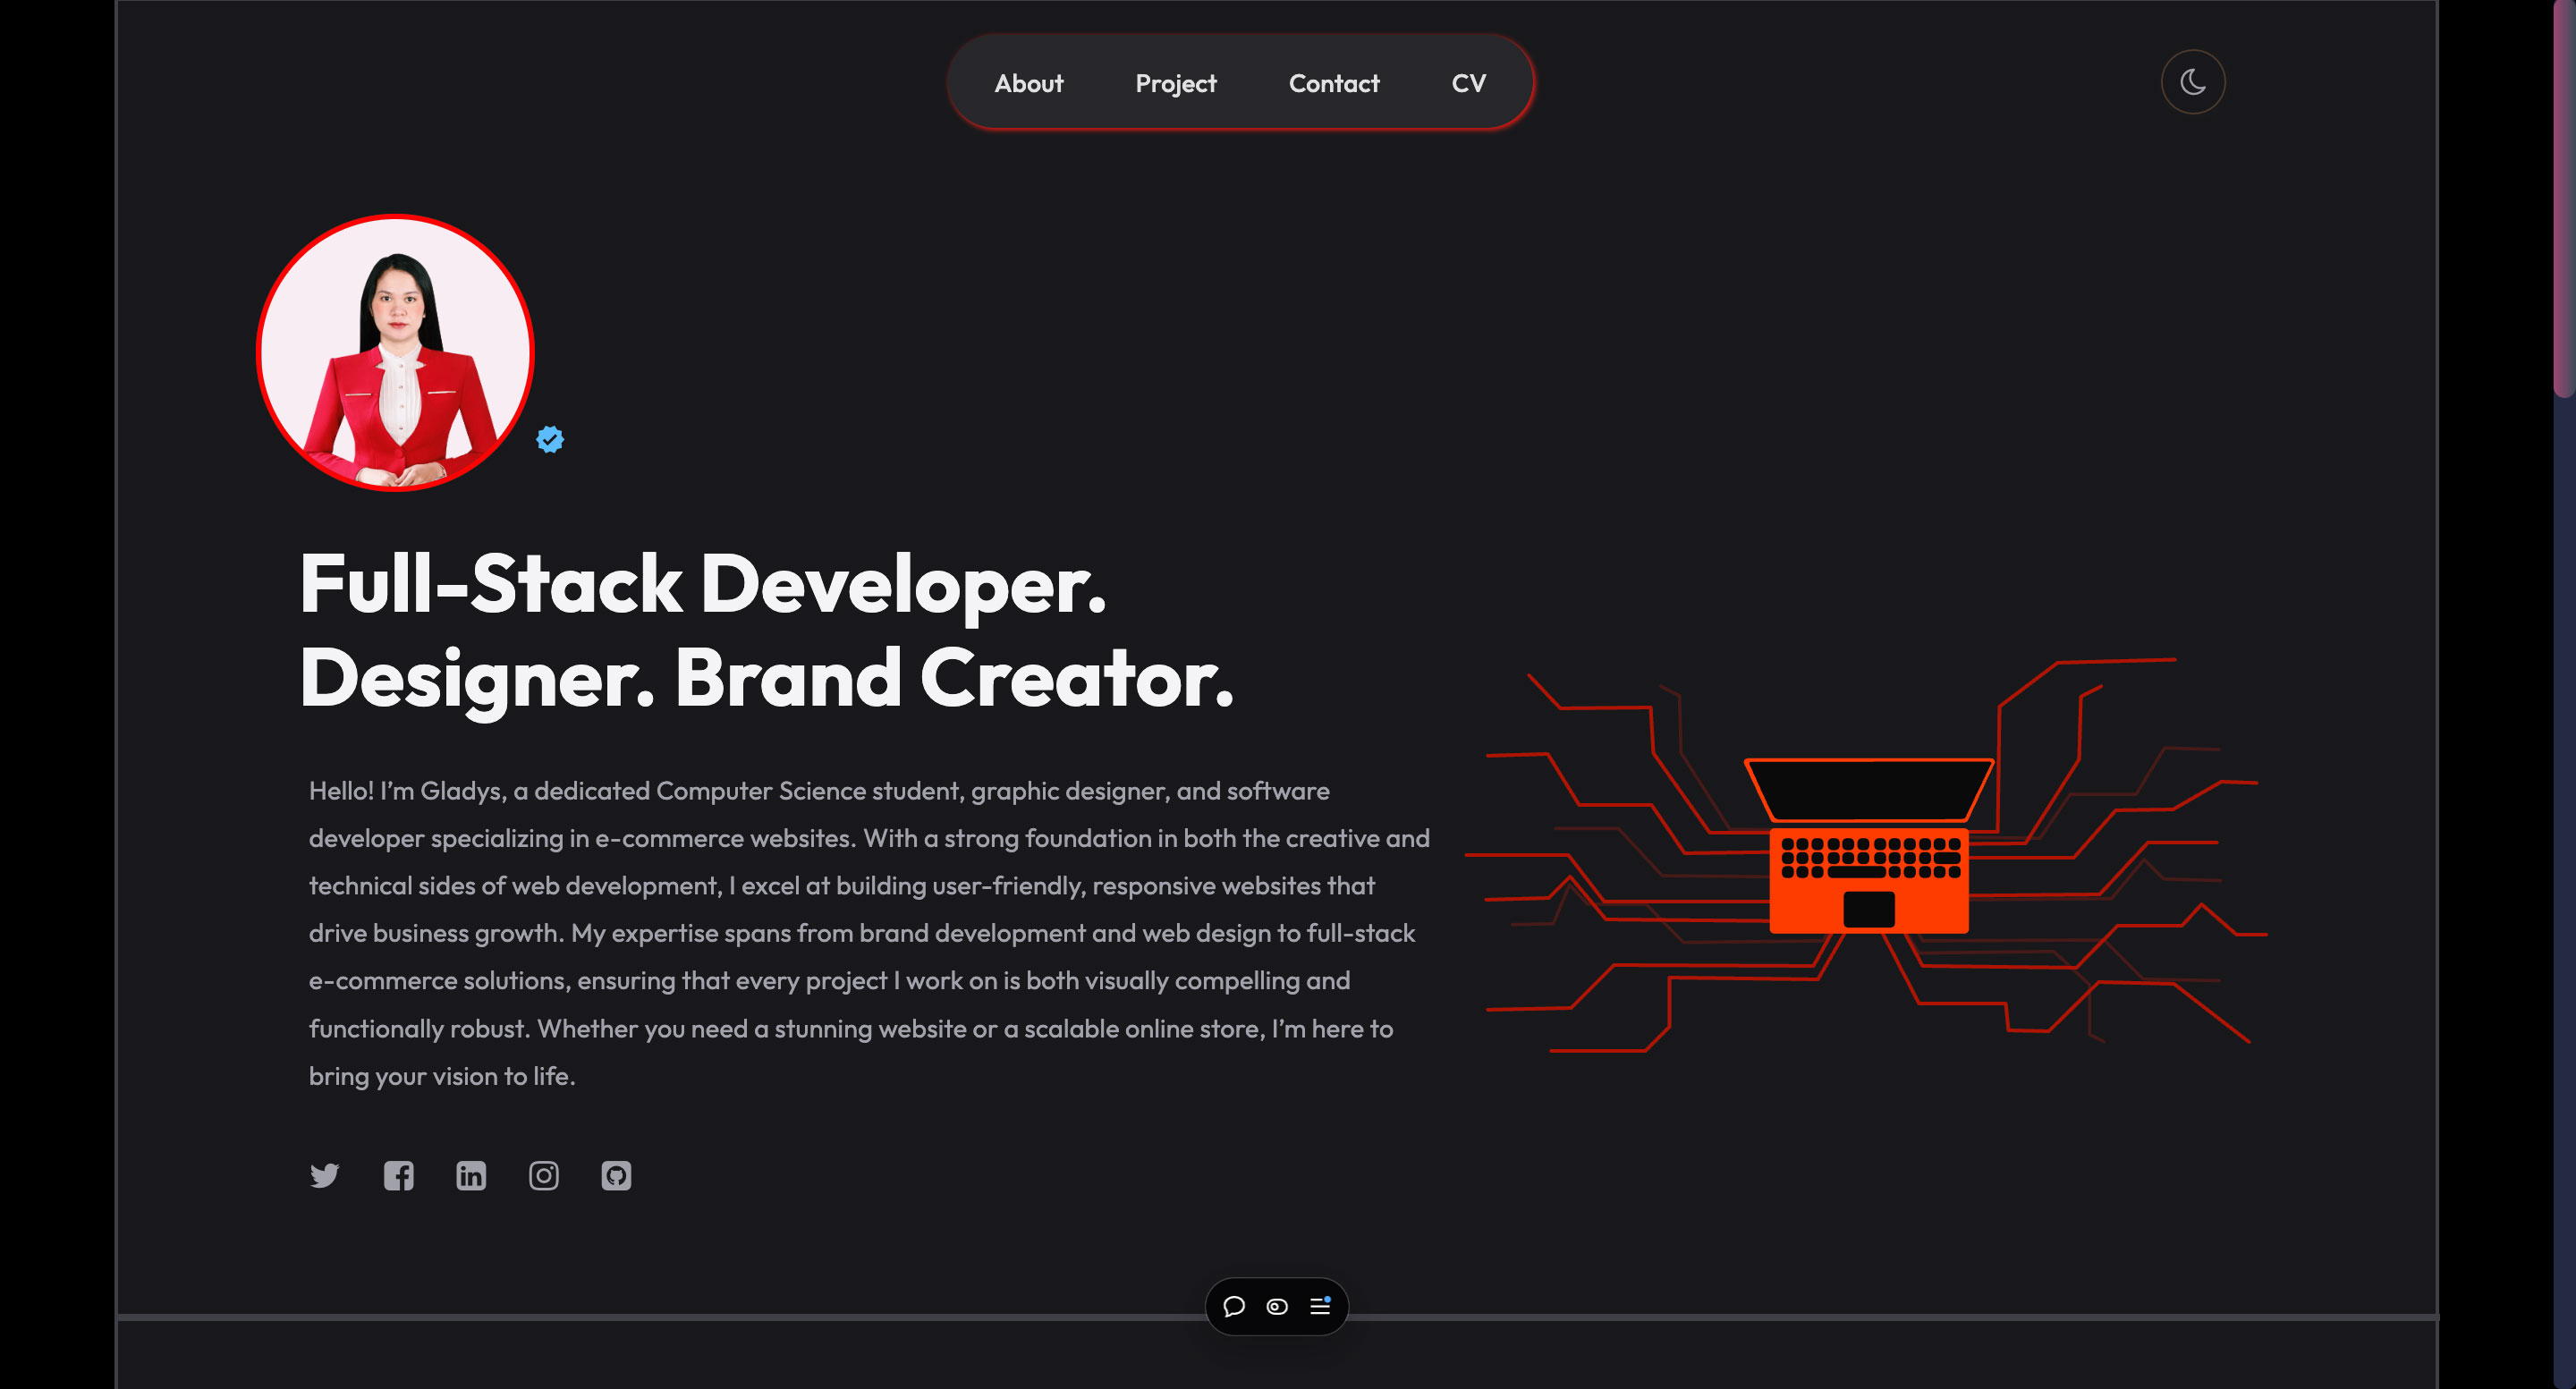 About
Project
Contact
CV
Full-Stack Developer.
Designer. Brand Creator.
Hello! I’m Gladys, a dedicated Computer Science student, graphic designer, and software
developer specializing in e-commerce websites. With a strong foundation in both the creative and
technical sides of web development, I excel at building user-friendly, responsive websites that
drive business growth. My expertise spans from brand development and web design to full-stack
e-commerce solutions, ensuring that every project I work on is both visually compelling and
functionally robust. Whether you need a stunning website or a scalable online store, I’m here to
bring your vision to life.